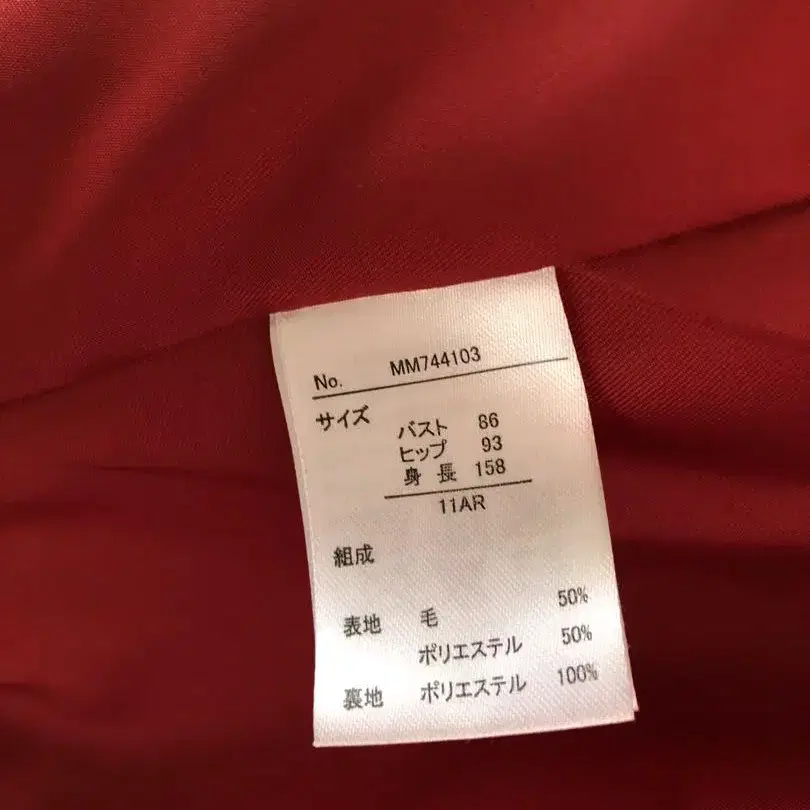 No. MM744103
サイズ
バスト 86
ヒップ 93
身長 158
11AR
組成
表地 毛 50%
ポリエステル 50%
裏地 ポリエステル 100%